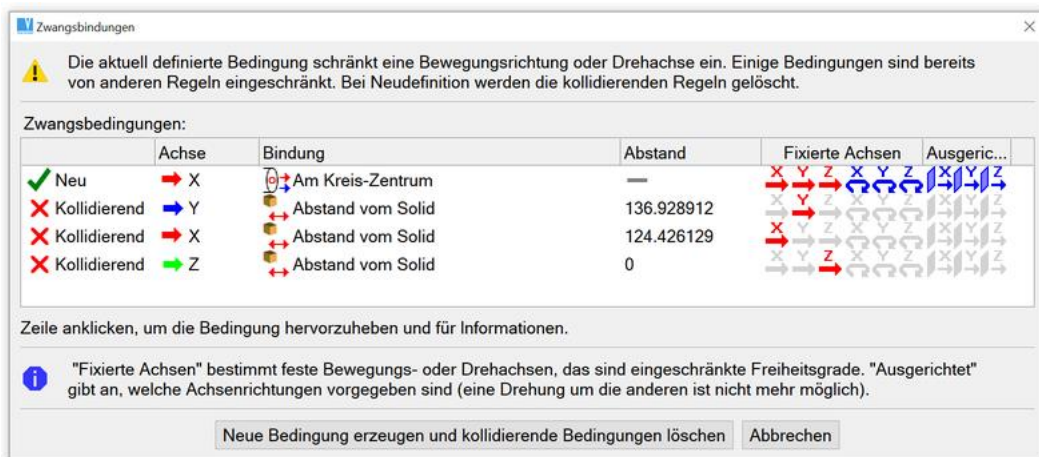 Zwangsbindungen
Die aktuell definierte Bedingung schränkt eine Bewegungsrichtung oder Drehachse ein. Einige Bedingungen sind bereits
von anderen Regeln eingeschränkt. Bei Neudefinition werden die kollidierenden Regeln gelöscht.
Zwangsbedingungen:
Achse Bindung Abstand Fixierte Achsen Ausgeric...
Neu X Am Kreis-Zentrum — X Y Z X Y Z X Y Z
Kollidierend Y Abstand vom Solid 136.928912 X Y Z X Y Z X Y Z
Kollidierend X Abstand vom Solid 124.426129 X Y Z X Y Z X Y Z
Kollidierend Z Abstand vom Solid 0 X Y Z X Y Z X Y Z
Zeile anklicken, um die Bedingung hervorzuheben und für Informationen.
"Fixierte Achsen" bestimmt feste Bewegungs- oder Drehachsen, das sind eingeschränkte Freiheitsgrade. "Ausgerichtet"
gibt an, welche Achsenrichtungen vorgegeben sind (eine Drehung um die anderen ist nicht mehr möglich).
Neue Bedingung erzeugen und kollidierende Bedingungen löschen Abbrechen